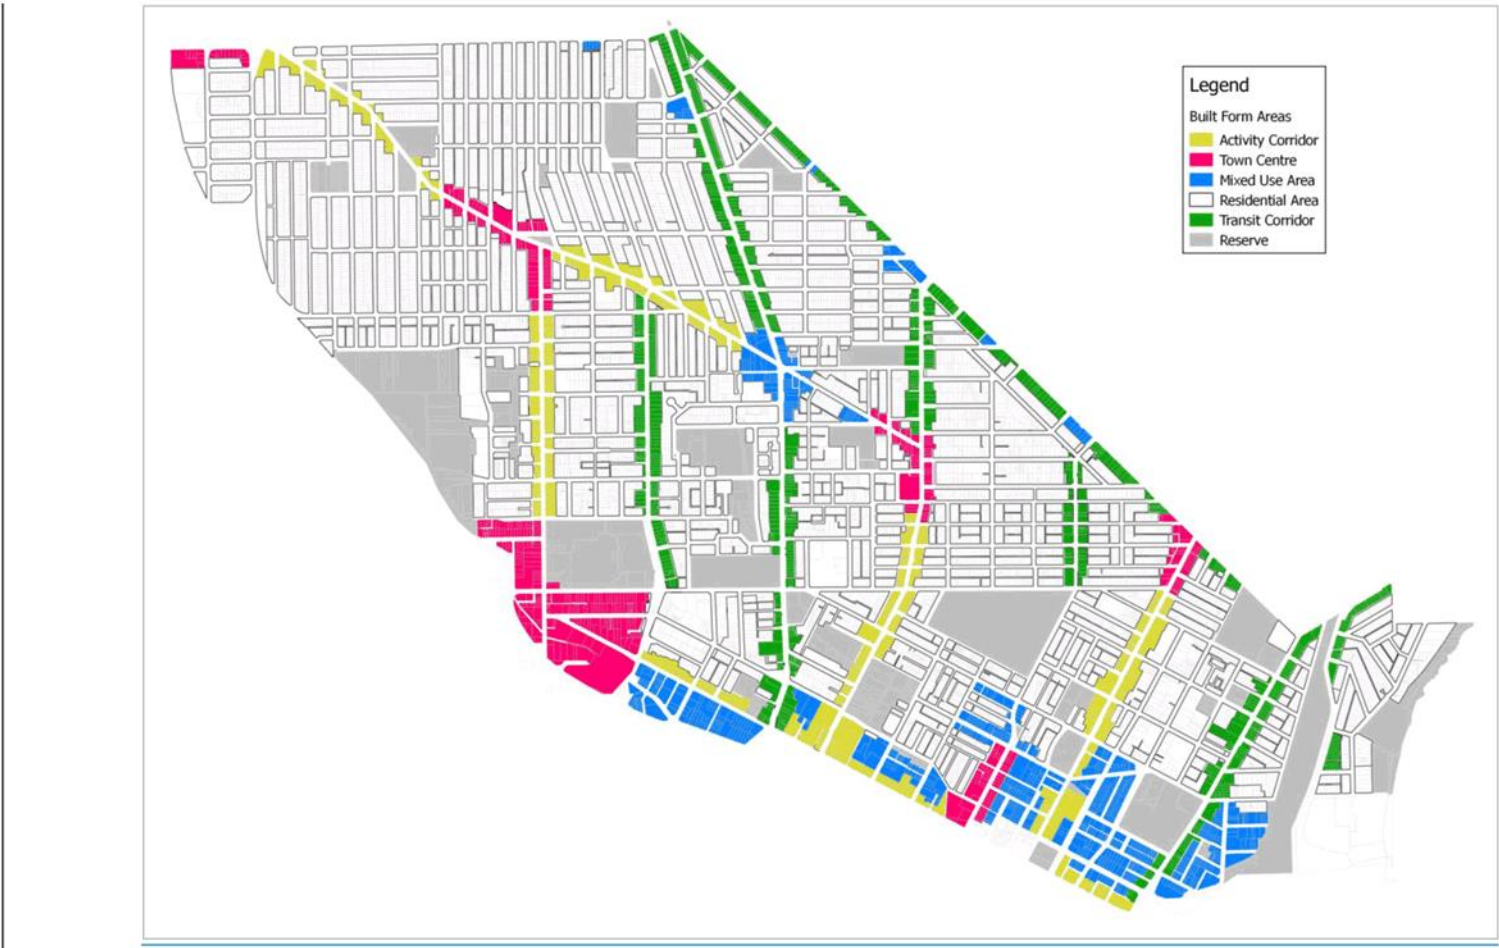 Legend
Built Form Areas
Activity Corridor
Town Centre
Mixed Use Area
Residential Area
Transit Corridor
Reserve